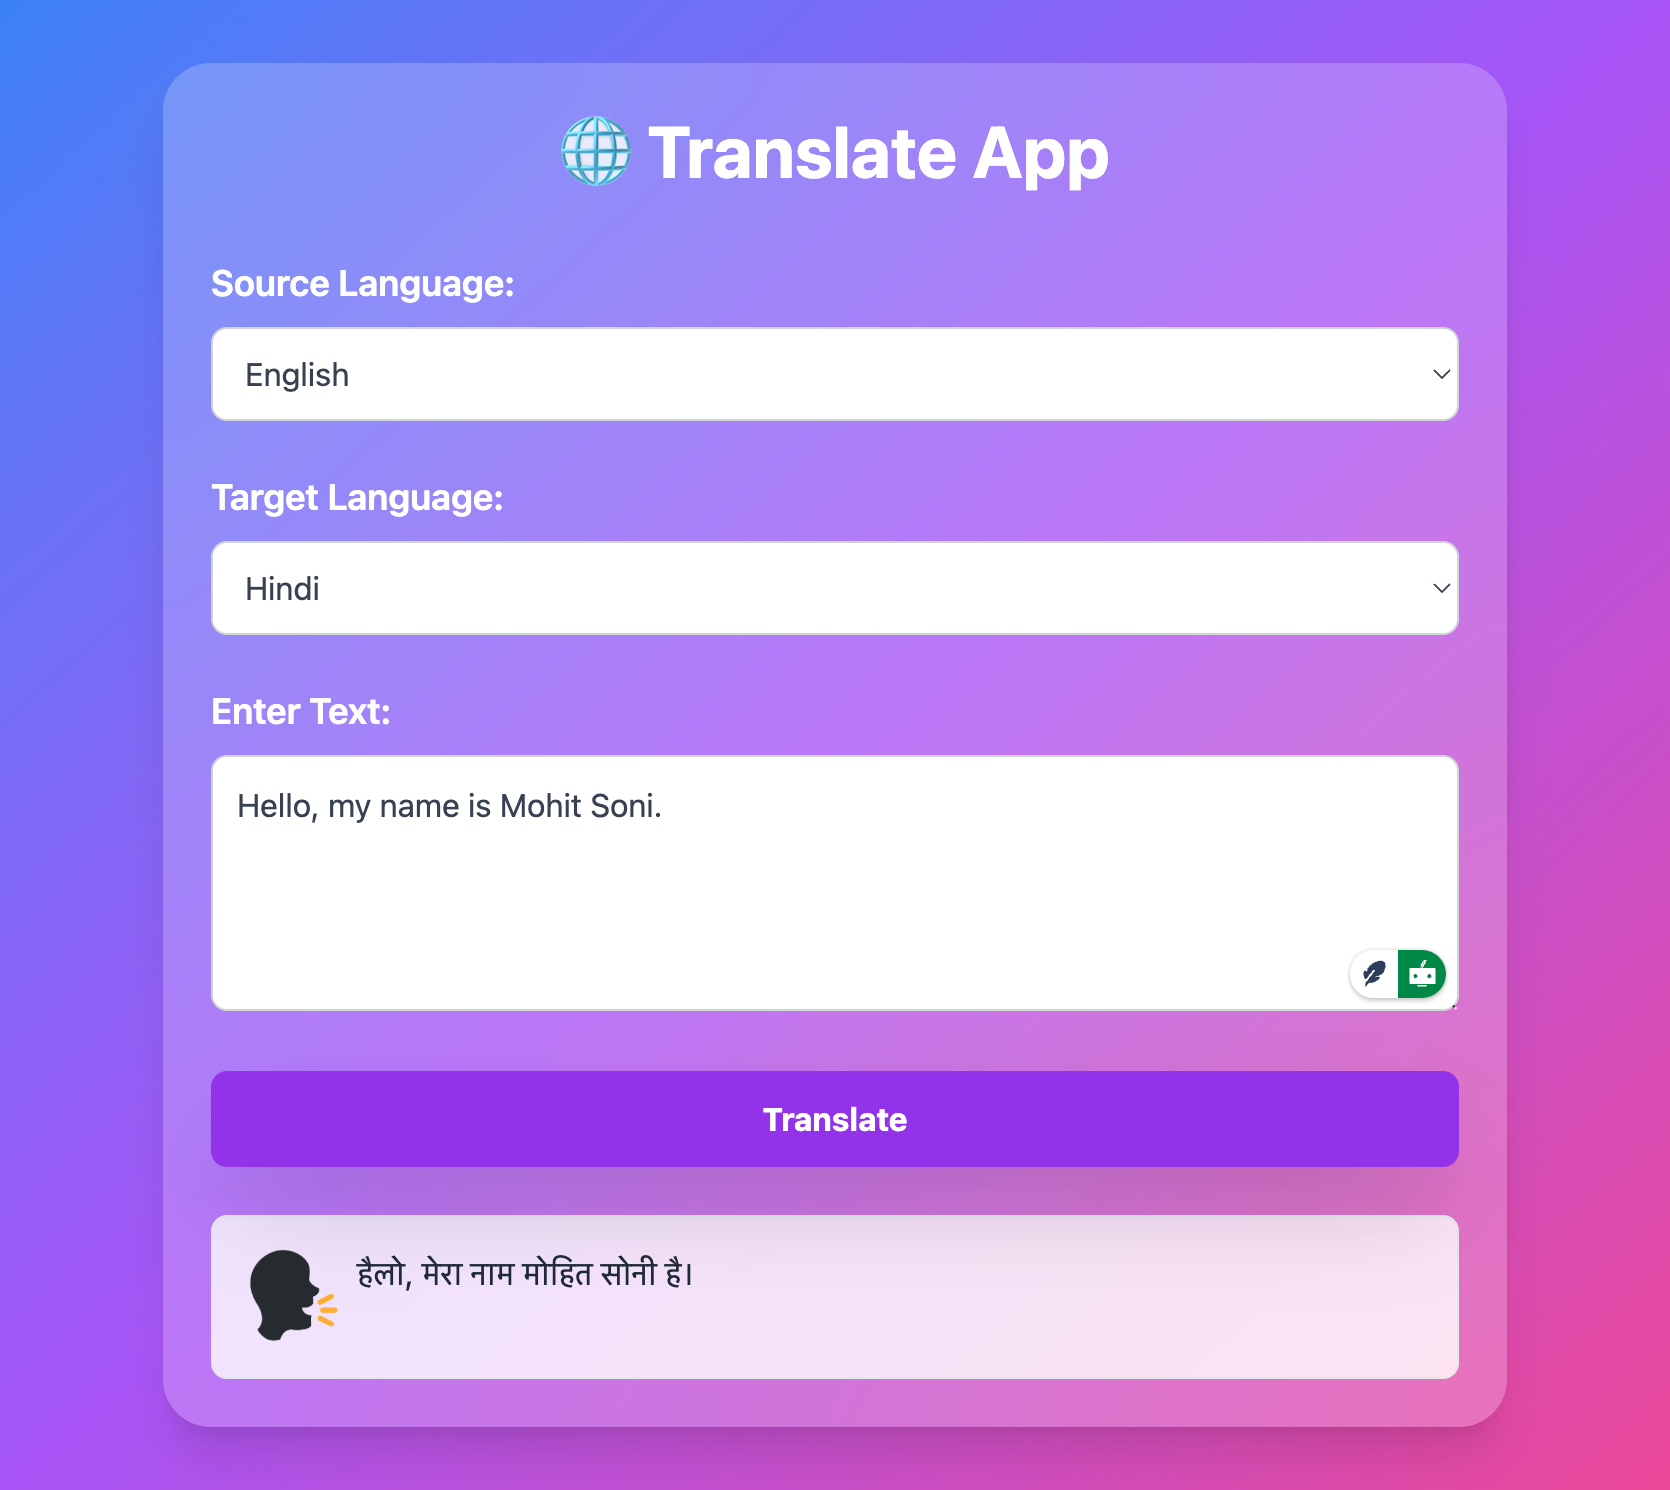 Translate App
Source Language:
English
Target Language:
Hindi
Enter Text:
Hello, my name is Mohit Soni.
Translate
हैलो, मेरा नाम मोहित सोनी है।